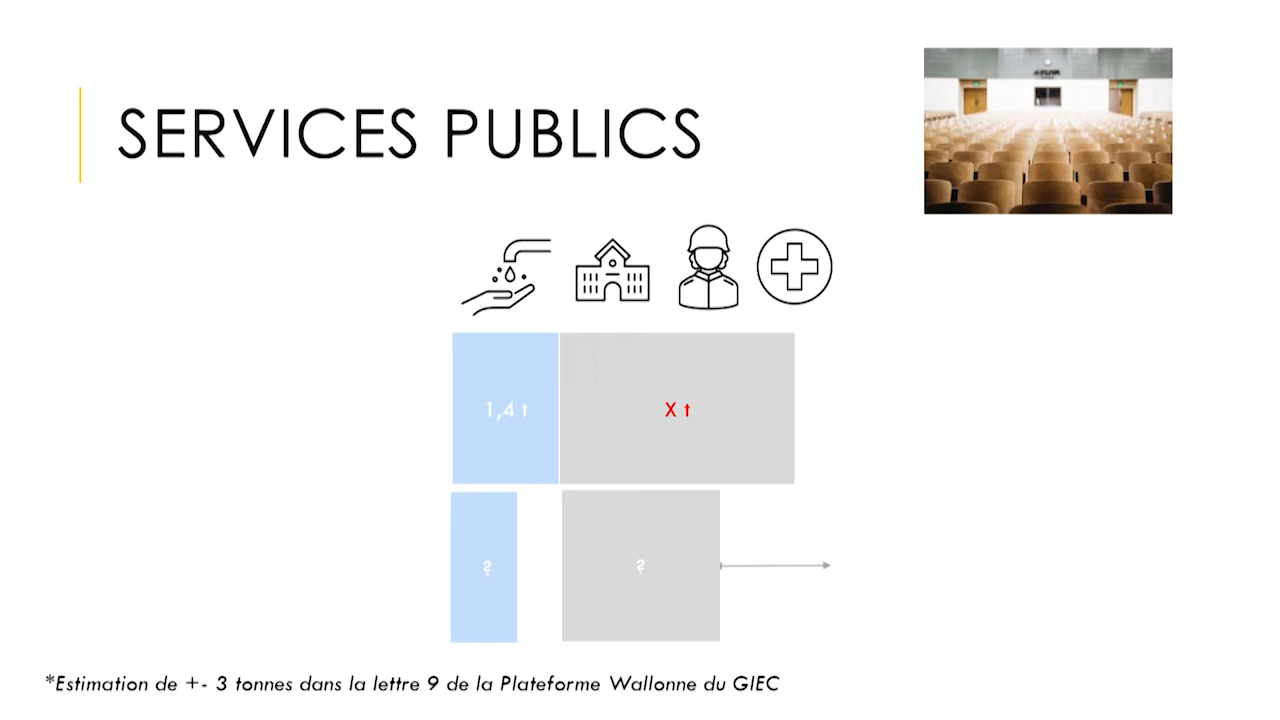 SERVICES PUBLICS
1,4 t
X t
?
?
*Estimation de +- 3 tonnes dans la lettre 9 de la Plateforme Wallonne du GIEC